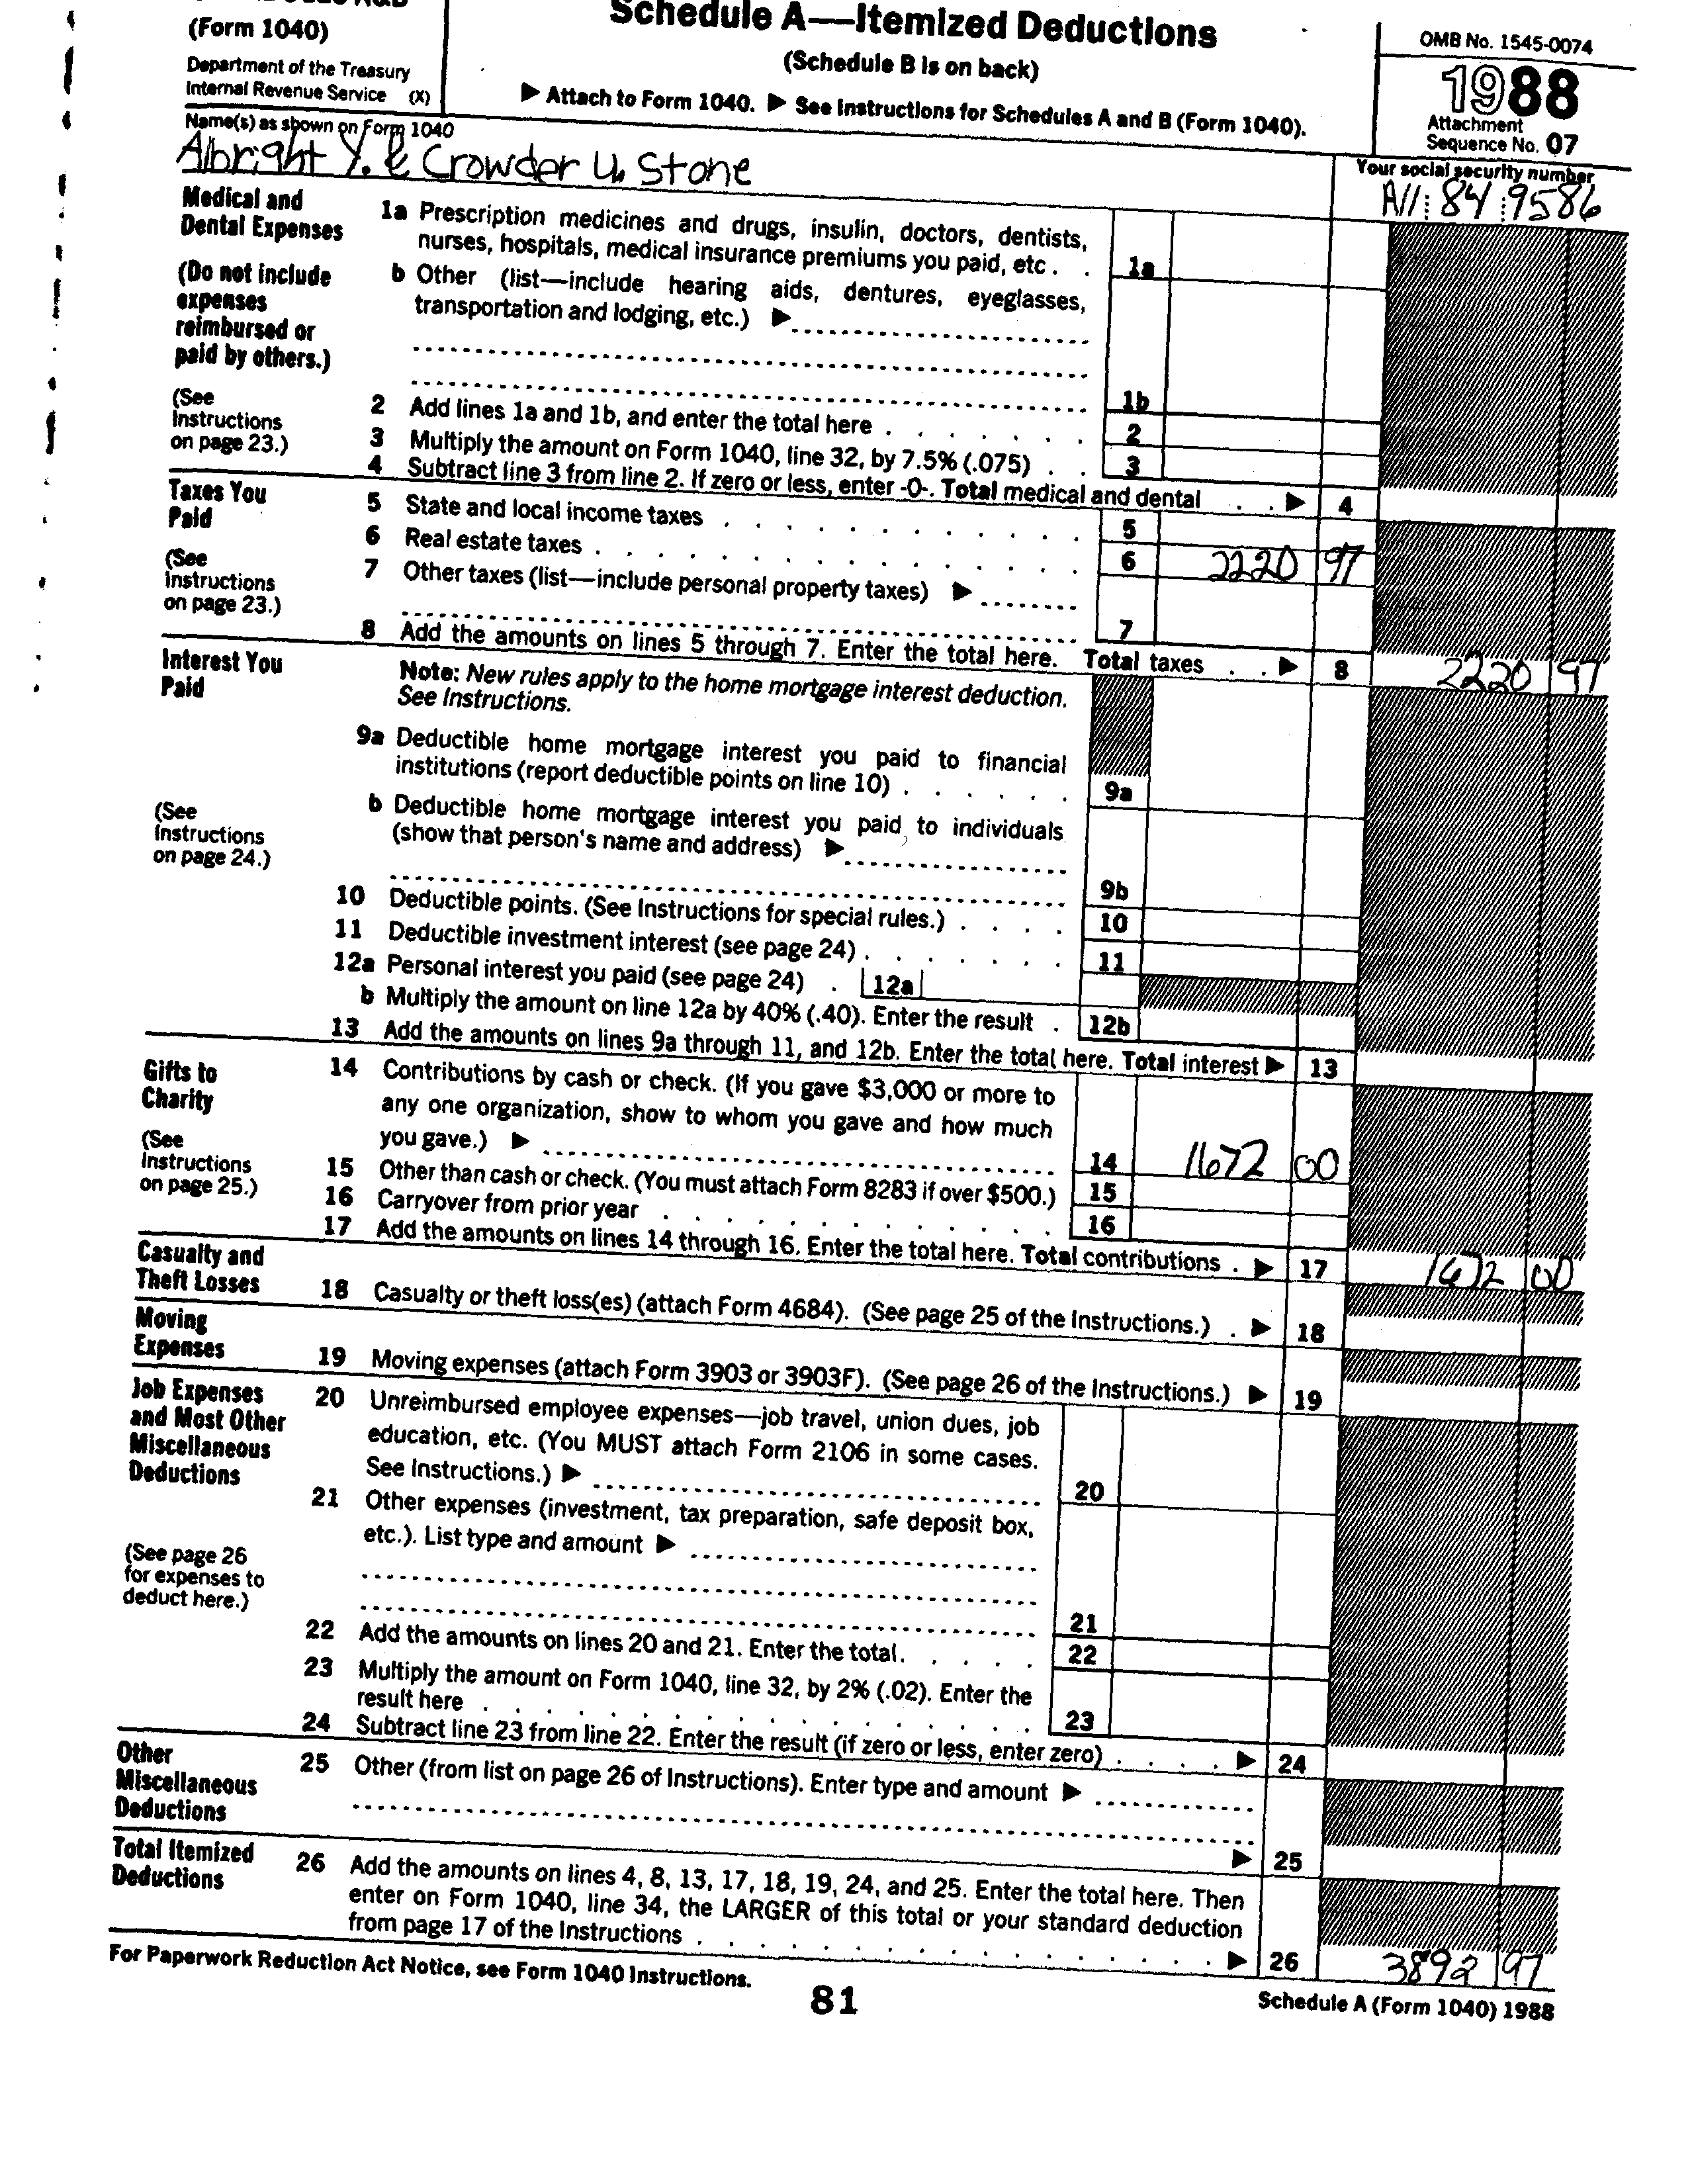 (Form 1040)
Department of the Treasury
Internal Revenue Service (X)
Schedule A—Itemized Deductions
(Schedule B is on back)
▶ Attach to Form 1040. ▶ See Instructions for Schedules A and B (Form 1040).
OMB No. 1545-0074
1988
Attachment
Sequence No. 07
Name(s) as shown on Form 1040
Albright Y. & Crowder U. Stone
Your social security number
A11: 84 :9586
Medical and
Dental Expenses
(Do not include
expenses
reimbursed or
paid by others.)
(See
Instructions
on page 23.)
1a Prescription medicines and drugs, insulin, doctors, dentists,
nurses, hospitals, medical insurance premiums you paid, etc . . 1a
b Other (list—include hearing aids, dentures, eyeglasses,
transportation and lodging, etc.) ▶
1b
2 Add lines 1a and 1b, and enter the total here . . . . . . . 2
3 Multiply the amount on Form 1040, line 32, by 7.5% (.075) . . 3
4 Subtract line 3 from line 2. If zero or less, enter -0-. Total medical and dental . . ▶ 4
Taxes You
Paid
(See
Instructions
on page 23.)
5 State and local income taxes . . . . . . . . . . . 5
6 Real estate taxes . . . . . . . . . . . . . . . 6 2220 97
7 Other taxes (list—include personal property taxes) ▶
7
8 Add the amounts on lines 5 through 7. Enter the total here. Total taxes . . ▶ 8 2220 97
Interest You
Paid
(See
Instructions
on page 24.)
Note: New rules apply to the home mortgage interest deduction.
See Instructions.
9a Deductible home mortgage interest you paid to financial
institutions (report deductible points on line 10) . . . . . . 9a
b Deductible home mortgage interest you paid to individuals
(show that person's name and address) ▶
9b
10 Deductible points. (See Instructions for special rules.) . . . . 10
11 Deductible investment interest (see page 24) . . . . . . . 11
12a Personal interest you paid (see page 24) . 12a
b Multiply the amount on line 12a by 40% (.40). Enter the result . 12b
13 Add the amounts on lines 9a through 11, and 12b. Enter the total here. Total interest ▶ 13
Gifts to
Charity
(See
Instructions
on page 25.)
14 Contributions by cash or check. (If you gave $3,000 or more to
any one organization, show to whom you gave and how much
you gave.) ▶ 14 1672 00
15 Other than cash or check. (You must attach Form 8283 if over $500.) 15
16 Carryover from prior year . . . . . . . . . . . . . 16
17 Add the amounts on lines 14 through 16. Enter the total here. Total contributions . ▶ 17 1672 00
Casualty and
Theft Losses
18 Casualty or theft loss(es) (attach Form 4684). (See page 25 of the Instructions.) . ▶ 18
Moving
Expenses
19 Moving expenses (attach Form 3903 or 3903F). (See page 26 of the Instructions.) ▶ 19
Job Expenses
and Most Other
Miscellaneous
Deductions
(See page 26
for expenses to
deduct here.)
20 Unreimbursed employee expenses—job travel, union dues, job
education, etc. (You MUST attach Form 2106 in some cases.
See Instructions.) ▶ 20
21 Other expenses (investment, tax preparation, safe deposit box,
etc.). List type and amount ▶
21
22 Add the amounts on lines 20 and 21. Enter the total. . . . . 22
23 Multiply the amount on Form 1040, line 32, by 2% (.02). Enter the
result here . . . . . . . . . . . . . . . . . . 23
24 Subtract line 23 from line 22. Enter the result (if zero or less, enter zero) . . . . ▶ 24
Other
Miscellaneous
Deductions
25 Other (from list on page 26 of Instructions). Enter type and amount ▶
▶ 25
Total Itemized
Deductions
26 Add the amounts on lines 4, 8, 13, 17, 18, 19, 24, and 25. Enter the total here. Then
enter on Form 1040, line 34, the LARGER of this total or your standard deduction
from page 17 of the Instructions . . . . . . . . . . . . . . . . . ▶ 26 3892 97
For Paperwork Reduction Act Notice, see Form 1040 Instructions.
81
Schedule A (Form 1040) 1988